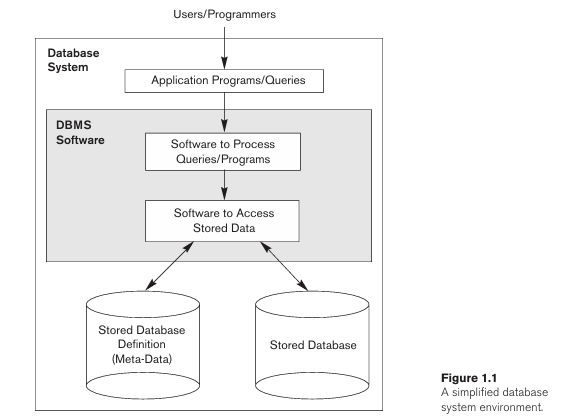 Users/Programmers
Database
System
Application Programs/Queries
DBMS
Software
Software to Process
Queries/Programs
Software to Access
Stored Data
Stored Database
Definition
(Meta-Data)
Stored Database
Figure 1.1
A simplified database
system environment.